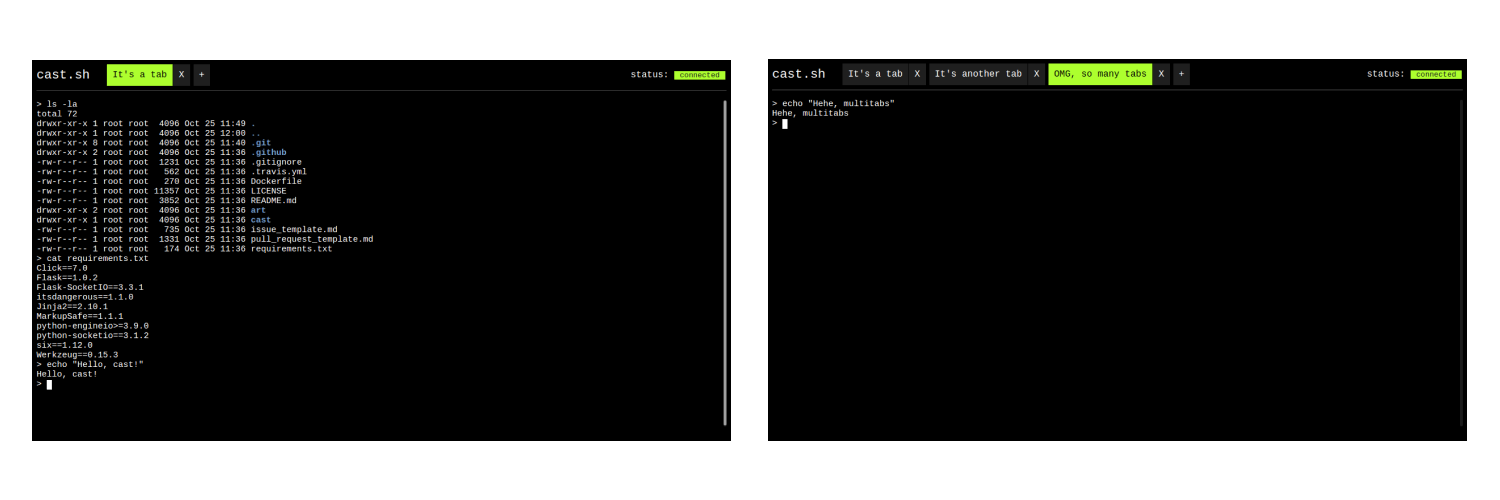 cast.sh It's a tab X + status: connected
> ls -la
total 72
drwxr-xr-x 1 root root  4096 Oct 25 11:49 .
drwxr-xr-x 1 root root  4096 Oct 25 12:00 ..
drwxr-xr-x 8 root root  4096 Oct 25 11:40 .git
drwxr-xr-x 2 root root  4096 Oct 25 11:36 .github
-rw-r--r-- 1 root root  1231 Oct 25 11:36 .gitignore
-rw-r--r-- 1 root root   562 Oct 25 11:36 .travis.yml
-rw-r--r-- 1 root root   270 Oct 25 11:36 Dockerfile
-rw-r--r-- 1 root root 11357 Oct 25 11:36 LICENSE
-rw-r--r-- 1 root root  3852 Oct 25 11:36 README.md
drwxr-xr-x 2 root root  4096 Oct 25 11:36 art
drwxr-xr-x 1 root root  4096 Oct 25 11:36 cast
-rw-r--r-- 1 root root   735 Oct 25 11:36 issue_template.md
-rw-r--r-- 1 root root  1331 Oct 25 11:36 pull_request_template.md
-rw-r--r-- 1 root root   174 Oct 25 11:36 requirements.txt
> cat requirements.txt
Click==7.0
Flask==1.0.2
Flask-SocketIO==3.3.1
itsdangerous==1.1.0
Jinja2==2.10.1
MarkupSafe==1.1.1
python-engineio>=3.9.0
python-socketio==3.1.2
six==1.12.0
Werkzeug==0.15.3
> echo "Hello, cast!"
Hello, cast!
>
cast.sh It's a tab X It's another tab X OMG, so many tabs X + status: connected
> echo "Hehe, multitabs"
Hehe, multitabs
>